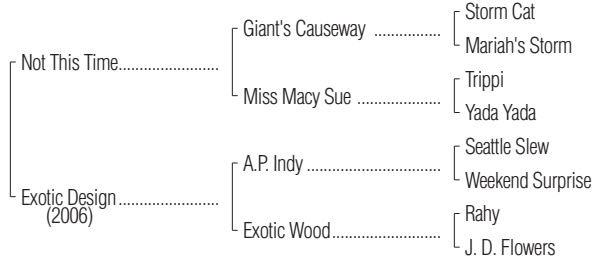 Storm Cat
Giant's Causeway ................
Mariah's Storm
Not This Time........................
Trippi
Miss Macy Sue ....................
Yada Yada
Seattle Slew
A.P. Indy ................................
Weekend Surprise
Exotic Design ........................
(2006)
Rahy
Exotic Wood..........................
J. D. Flowers